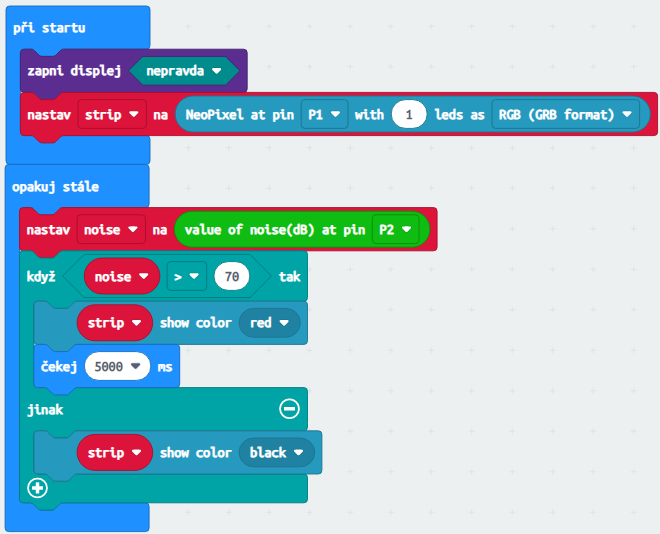 při startu
zapni displej nepravda
nastav strip na NeoPixel at pin P1 with 1 leds as RGB (GRB format)
opakuj stále
nastav noise na value of noise(dB) at pin P2
když noise > 70 tak
strip show color red
čekej 5000 ms
jinak
strip show color black